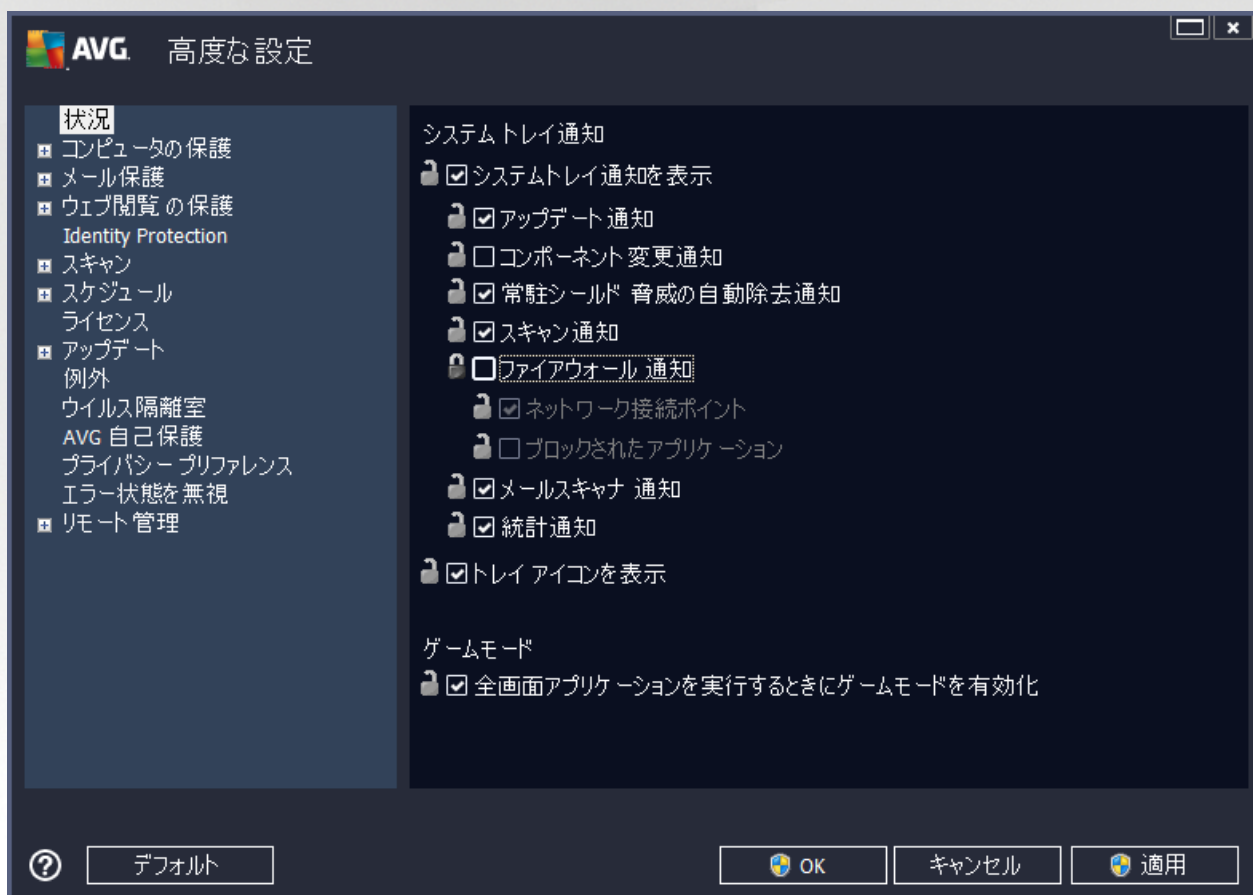 AVG. 高度な設定
状況
コンピュータの保護
メール保護
ウェブ閲覧 の保護
Identity Protection
スキャン
スケジュール
ライセンス
アップデート
例外
ウイルス隔離室
AVG 自己保護
プライバシー プリファレンス
エラー状態を無視
リモート管理
システムトレイ通知
システムトレイ通知を表示
アップデート通知
コンポーネント変更通知
常駐シールド 脅威の自動除去通知
スキャン通知
ファイアウォール 通知
ネットワーク接続ポイント
ブロックされたアプリケーション
メールスキャナ 通知
統計通知
トレイ アイコンを表示
ゲームモード
全画面アプリケーションを実行するときにゲームモードを有効化
? デフォルト OK キャンセル 適用